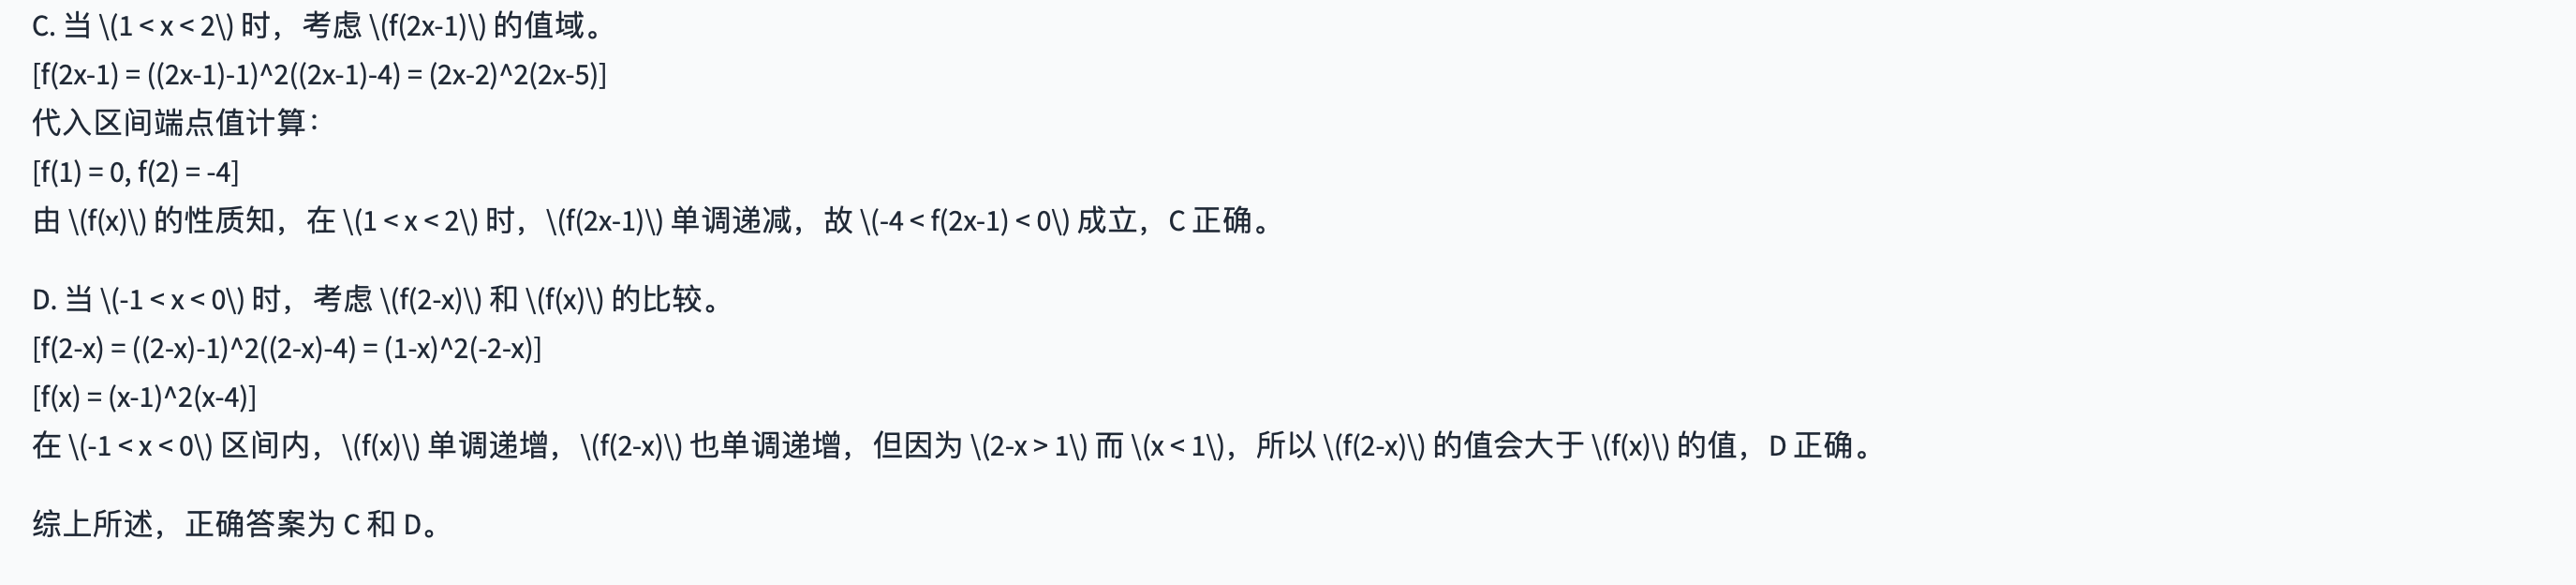 C. 当 \(1 < x < 2\) 时，考虑 \(f(2x-1)\) 的值域。
[f(2x-1) = ((2x-1)-1)^2((2x-1)-4) = (2x-2)^2(2x-5)]
代入区间端点值计算：
[f(1) = 0, f(2) = -4]
由 \(f(x)\) 的性质知，在 \(1 < x < 2\) 时，\(f(2x-1)\) 单调递减，故 \(-4 < f(2x-1) < 0\) 成立，C 正确。
D. 当 \(-1 < x < 0\) 时，考虑 \(f(2-x)\) 和 \(f(x)\) 的比较。
[f(2-x) = ((2-x)-1)^2((2-x)-4) = (1-x)^2(-2-x)]
[f(x) = (x-1)^2(x-4)]
在 \(-1 < x < 0\) 区间内，\(f(x)\) 单调递增，\(f(2-x)\) 也单调递增，但因为 \(2-x > 1\) 而 \(x < 1\)，所以 \(f(2-x)\) 的值会大于 \(f(x)\) 的值，D 正确。
综上所述，正确答案为 C 和 D。